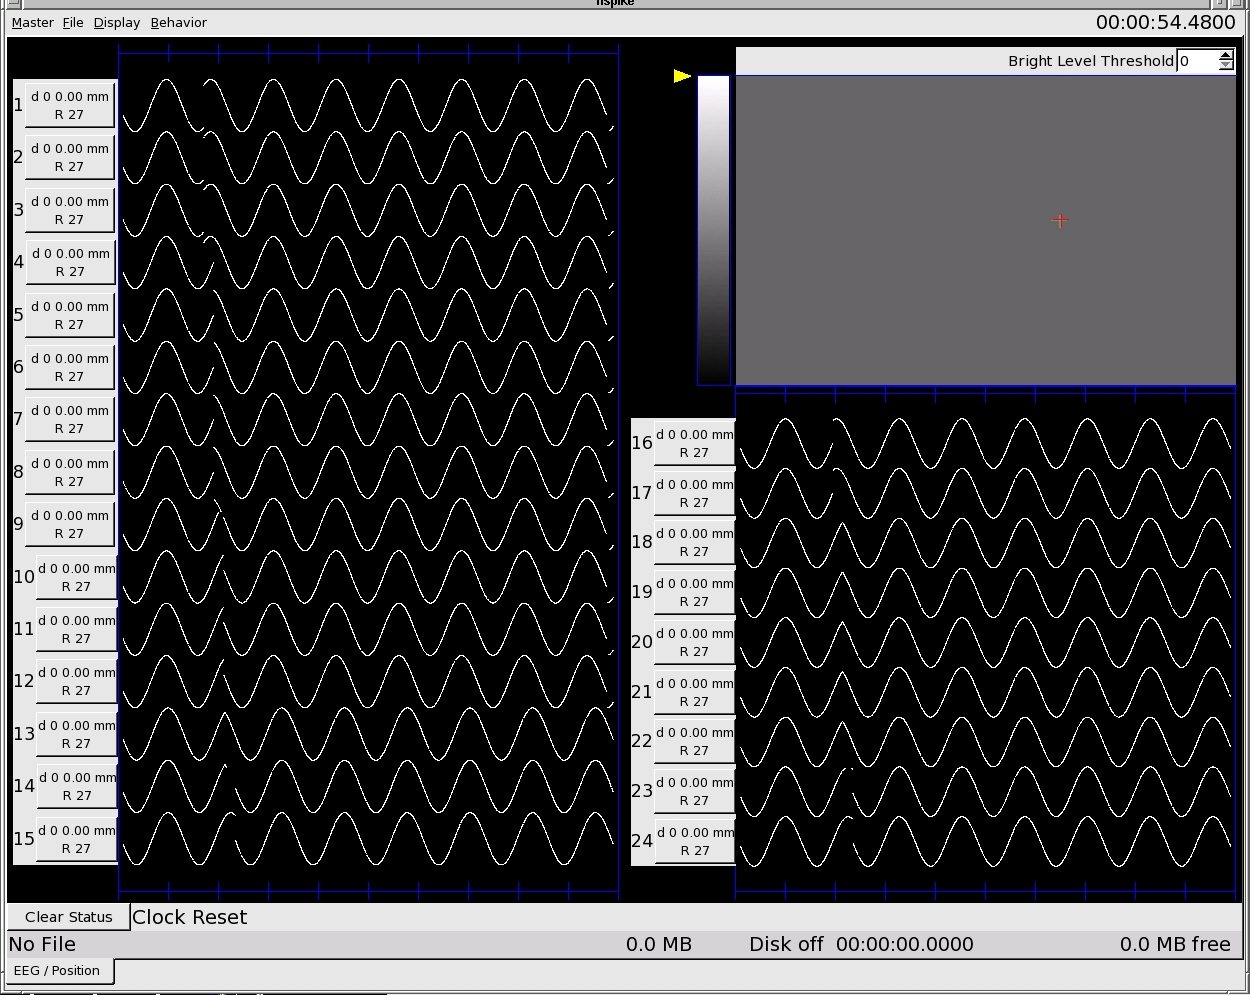 nspike
Master File Display Behavior
00:00:54.4800
Bright Level Threshold 0
1 d 0 0.00 mm
R 27
2 d 0 0.00 mm
R 27
3 d 0 0.00 mm
R 27
4 d 0 0.00 mm
R 27
5 d 0 0.00 mm
R 27
6 d 0 0.00 mm
R 27
7 d 0 0.00 mm
R 27
8 d 0 0.00 mm
R 27
9 d 0 0.00 mm
R 27
10 d 0 0.00 mm
R 27
11 d 0 0.00 mm
R 27
12 d 0 0.00 mm
R 27
13 d 0 0.00 mm
R 27
14 d 0 0.00 mm
R 27
15 d 0 0.00 mm
R 27
16 d 0 0.00 mm
R 27
17 d 0 0.00 mm
R 27
18 d 0 0.00 mm
R 27
19 d 0 0.00 mm
R 27
20 d 0 0.00 mm
R 27
21 d 0 0.00 mm
R 27
22 d 0 0.00 mm
R 27
23 d 0 0.00 mm
R 27
24 d 0 0.00 mm
R 27
Clear Status Clock Reset
No File 0.0 MB Disk off 00:00:00.0000 0.0 MB free
EEG / Position